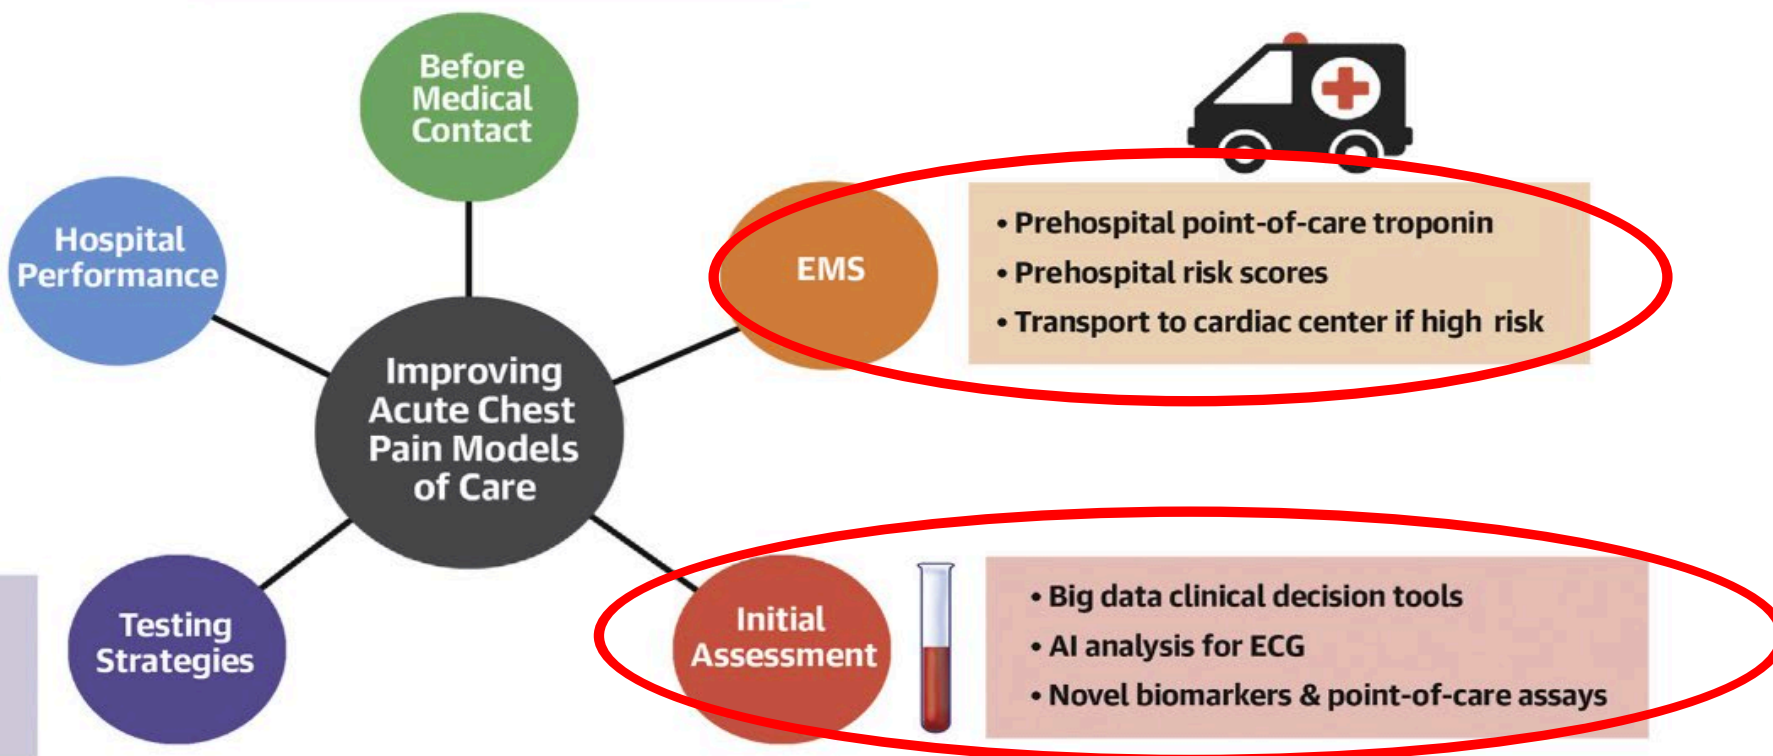 Before
Medical
Contact
Hospital
Performance
EMS
• Prehospital point-of-care troponin
• Prehospital risk scores
• Transport to cardiac center if high risk
Improving
Acute Chest
Pain Models
of Care
Testing
Strategies
Initial
Assessment
• Big data clinical decision tools
• AI analysis for ECG
• Novel biomarkers & point-of-care assays